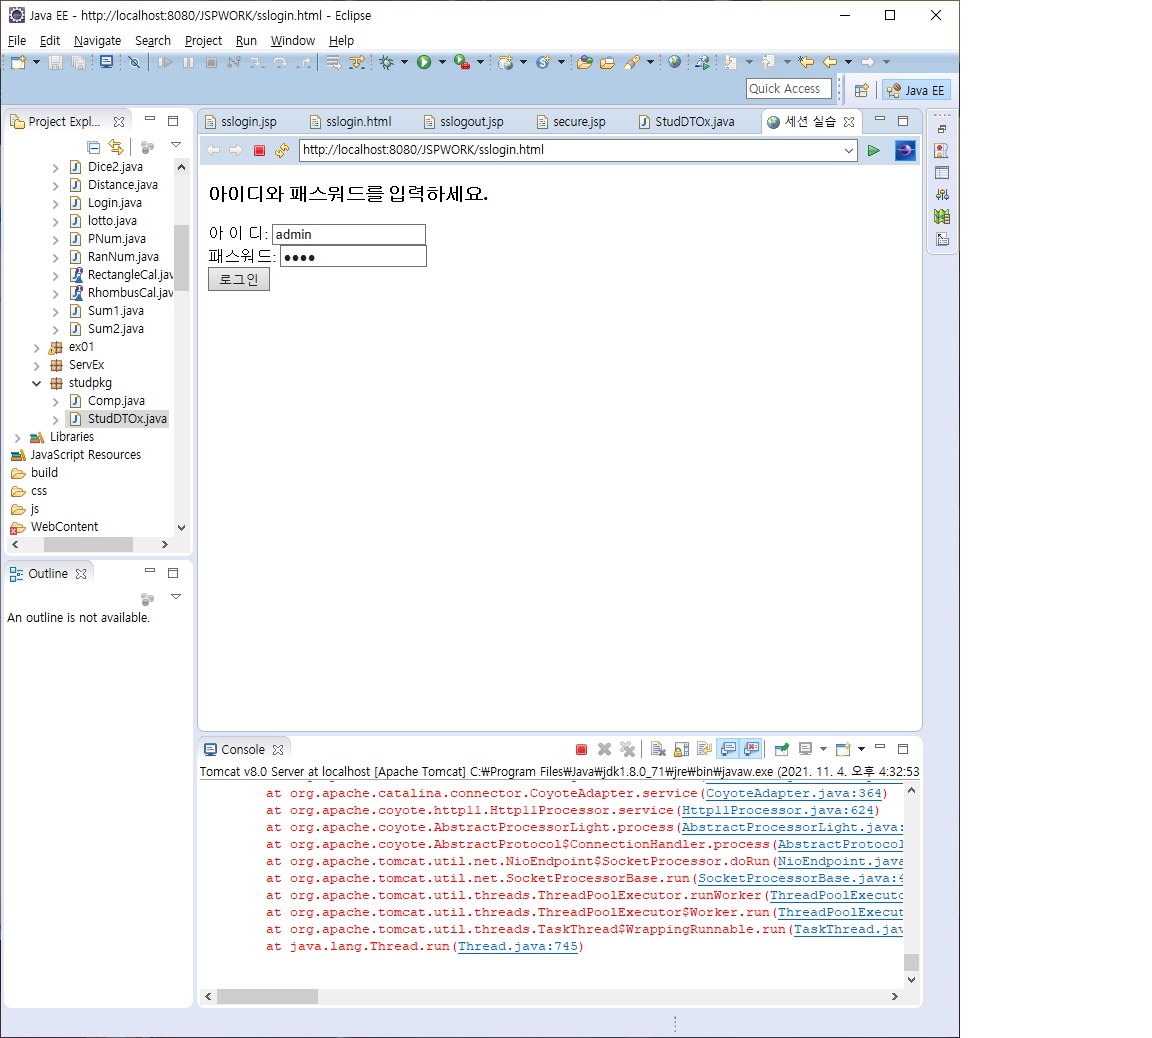 Java EE - http://localhost:8080/JSPWORK/sslogin.html - Eclipse
File Edit Navigate Search Project Run Window Help
Quick Access
Java EE
Project Expl...
sslogin.jsp
sslogin.html
sslogout.jsp
secure.jsp
StudDTOx.java
세션 실습
http://localhost:8080/JSPWORK/sslogin.html
Dice2.java
Distance.java
Login.java
lotto.java
PNum.java
RanNum.java
RectangleCal.jav
RhombusCal.jav
Sum1.java
Sum2.java
ex01
ServEx
studpkg
Comp.java
StudDTOx.java
Libraries
JavaScript Resources
build
css
js
WebContent
아이디와 패스워드를 입력하세요.
아 이 디: admin
패스워드: ●●●●
로그인
Outline
An outline is not available.
Console
Tomcat v8.0 Server at localhost [Apache Tomcat] C:₩Program Files₩Java₩jdk1.8.0_71₩jre₩bin₩javaw.exe (2021. 11. 4. 오후 4:32:53
at org.apache.catalina.connector.CoyoteAdapter.service(CoyoteAdapter.java:364)
at org.apache.coyote.http11.Http11Processor.service(Http11Processor.java:624)
at org.apache.coyote.AbstractProcessorLight.process(AbstractProcessorLight.java:
at org.apache.coyote.AbstractProtocol$ConnectionHandler.process(AbstractProtocol
at org.apache.tomcat.util.net.NioEndpoint$SocketProcessor.doRun(NioEndpoint.java
at org.apache.tomcat.util.net.SocketProcessorBase.run(SocketProcessorBase.java:4
at org.apache.tomcat.util.threads.ThreadPoolExecutor.runWorker(ThreadPoolExecuto
at org.apache.tomcat.util.threads.ThreadPoolExecutor$Worker.run(ThreadPoolExecut
at org.apache.tomcat.util.threads.TaskThread$WrappingRunnable.run(TaskThread.jav
at java.lang.Thread.run(Thread.java:745)